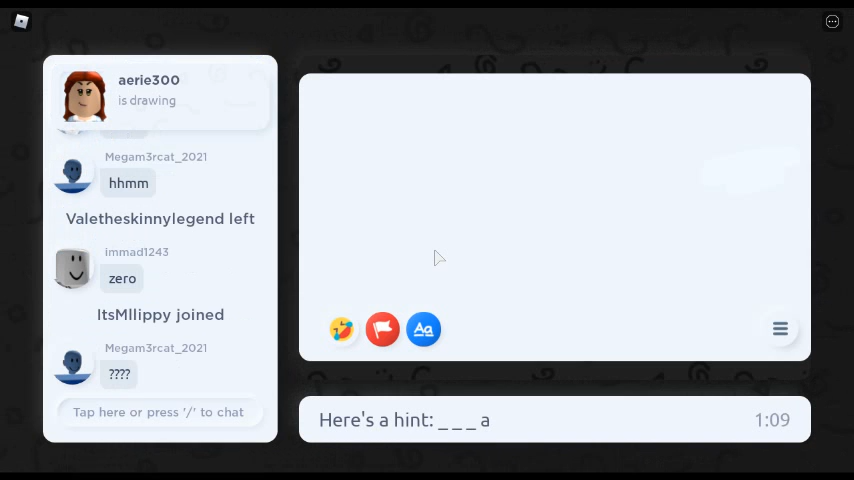 aerie300
is drawing
Megam3rcat_2021
hhmm
Valetheskinnylegend left
immad1243
zero
ItsMllippy joined
Megam3rcat_2021
????
Tap here or press '/' to chat
Aa
Here's a hint: _ _ _ a
1:09